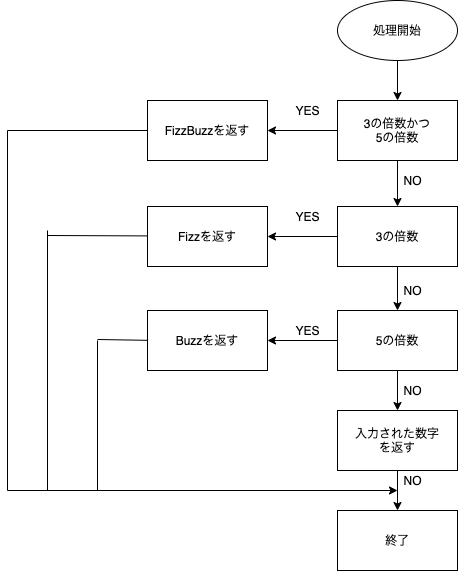 処理開始
FizzBuzzを返す
YES
3の倍数かつ
5の倍数
NO
Fizzを返す
YES
3の倍数
NO
Buzzを返す
YES
5の倍数
NO
入力された数字
を返す
NO
終了